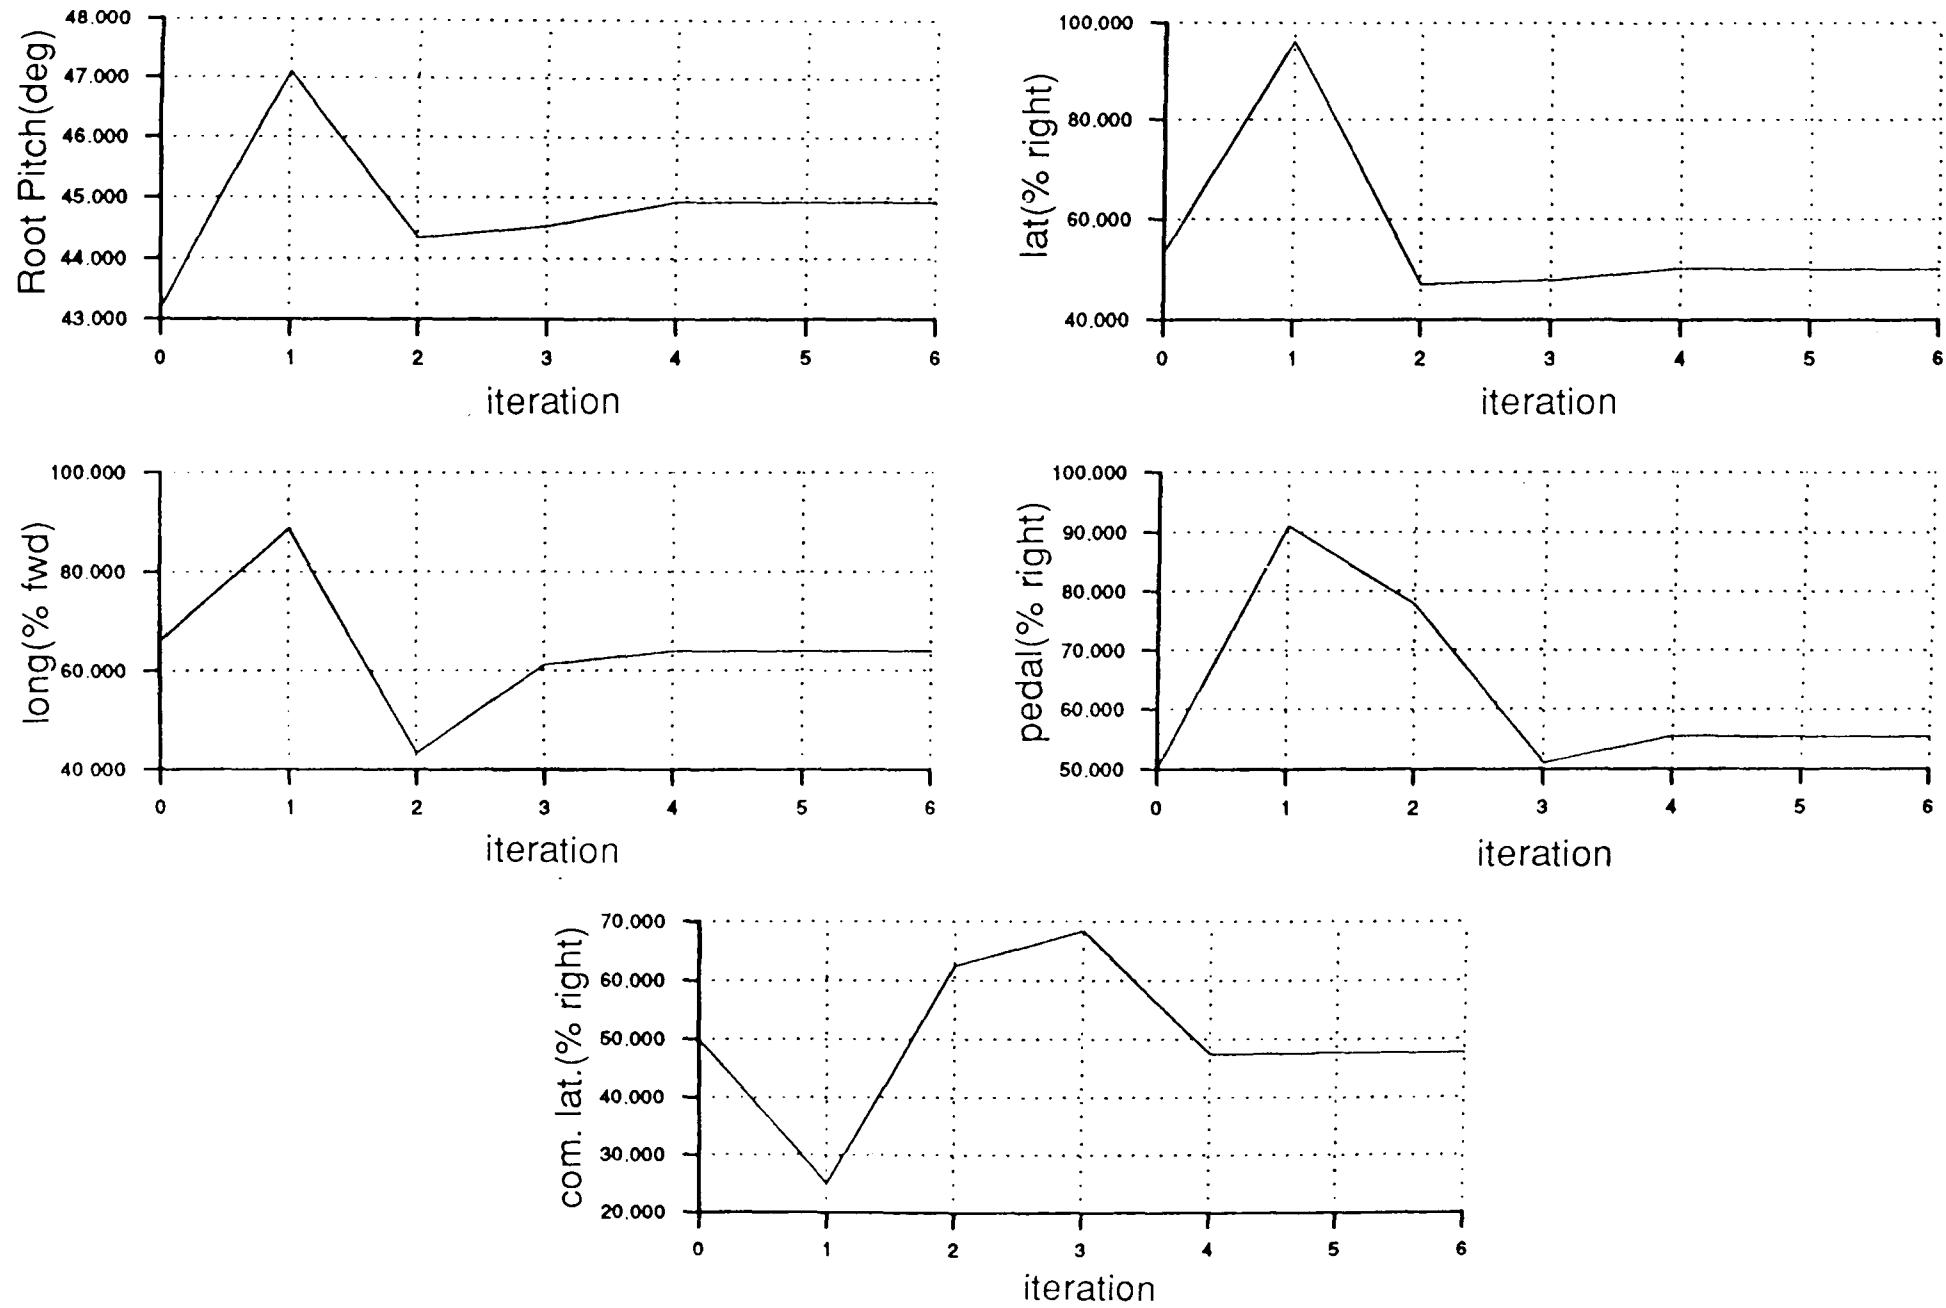 Root Pitch(deg)
48.000
47.000
46.000
45.000
44.000
43.000
0 1 2 3 4 5 6
iteration
lat(% right)
100.000
80.000
60.000
40.000
0 1 2 3 4 5 6
iteration
long(% fwd)
100.000
80.000
60.000
40.000
0 1 2 3 4 5 6
iteration
pedal(% right)
100.000
90.000
80.000
70.000
60.000
50.000
0 1 2 3 4 5 6
iteration
com. lat.(% right)
70.000
60.000
50.000
40.000
30.000
20.000
0 1 2 3 4 5 6
iteration